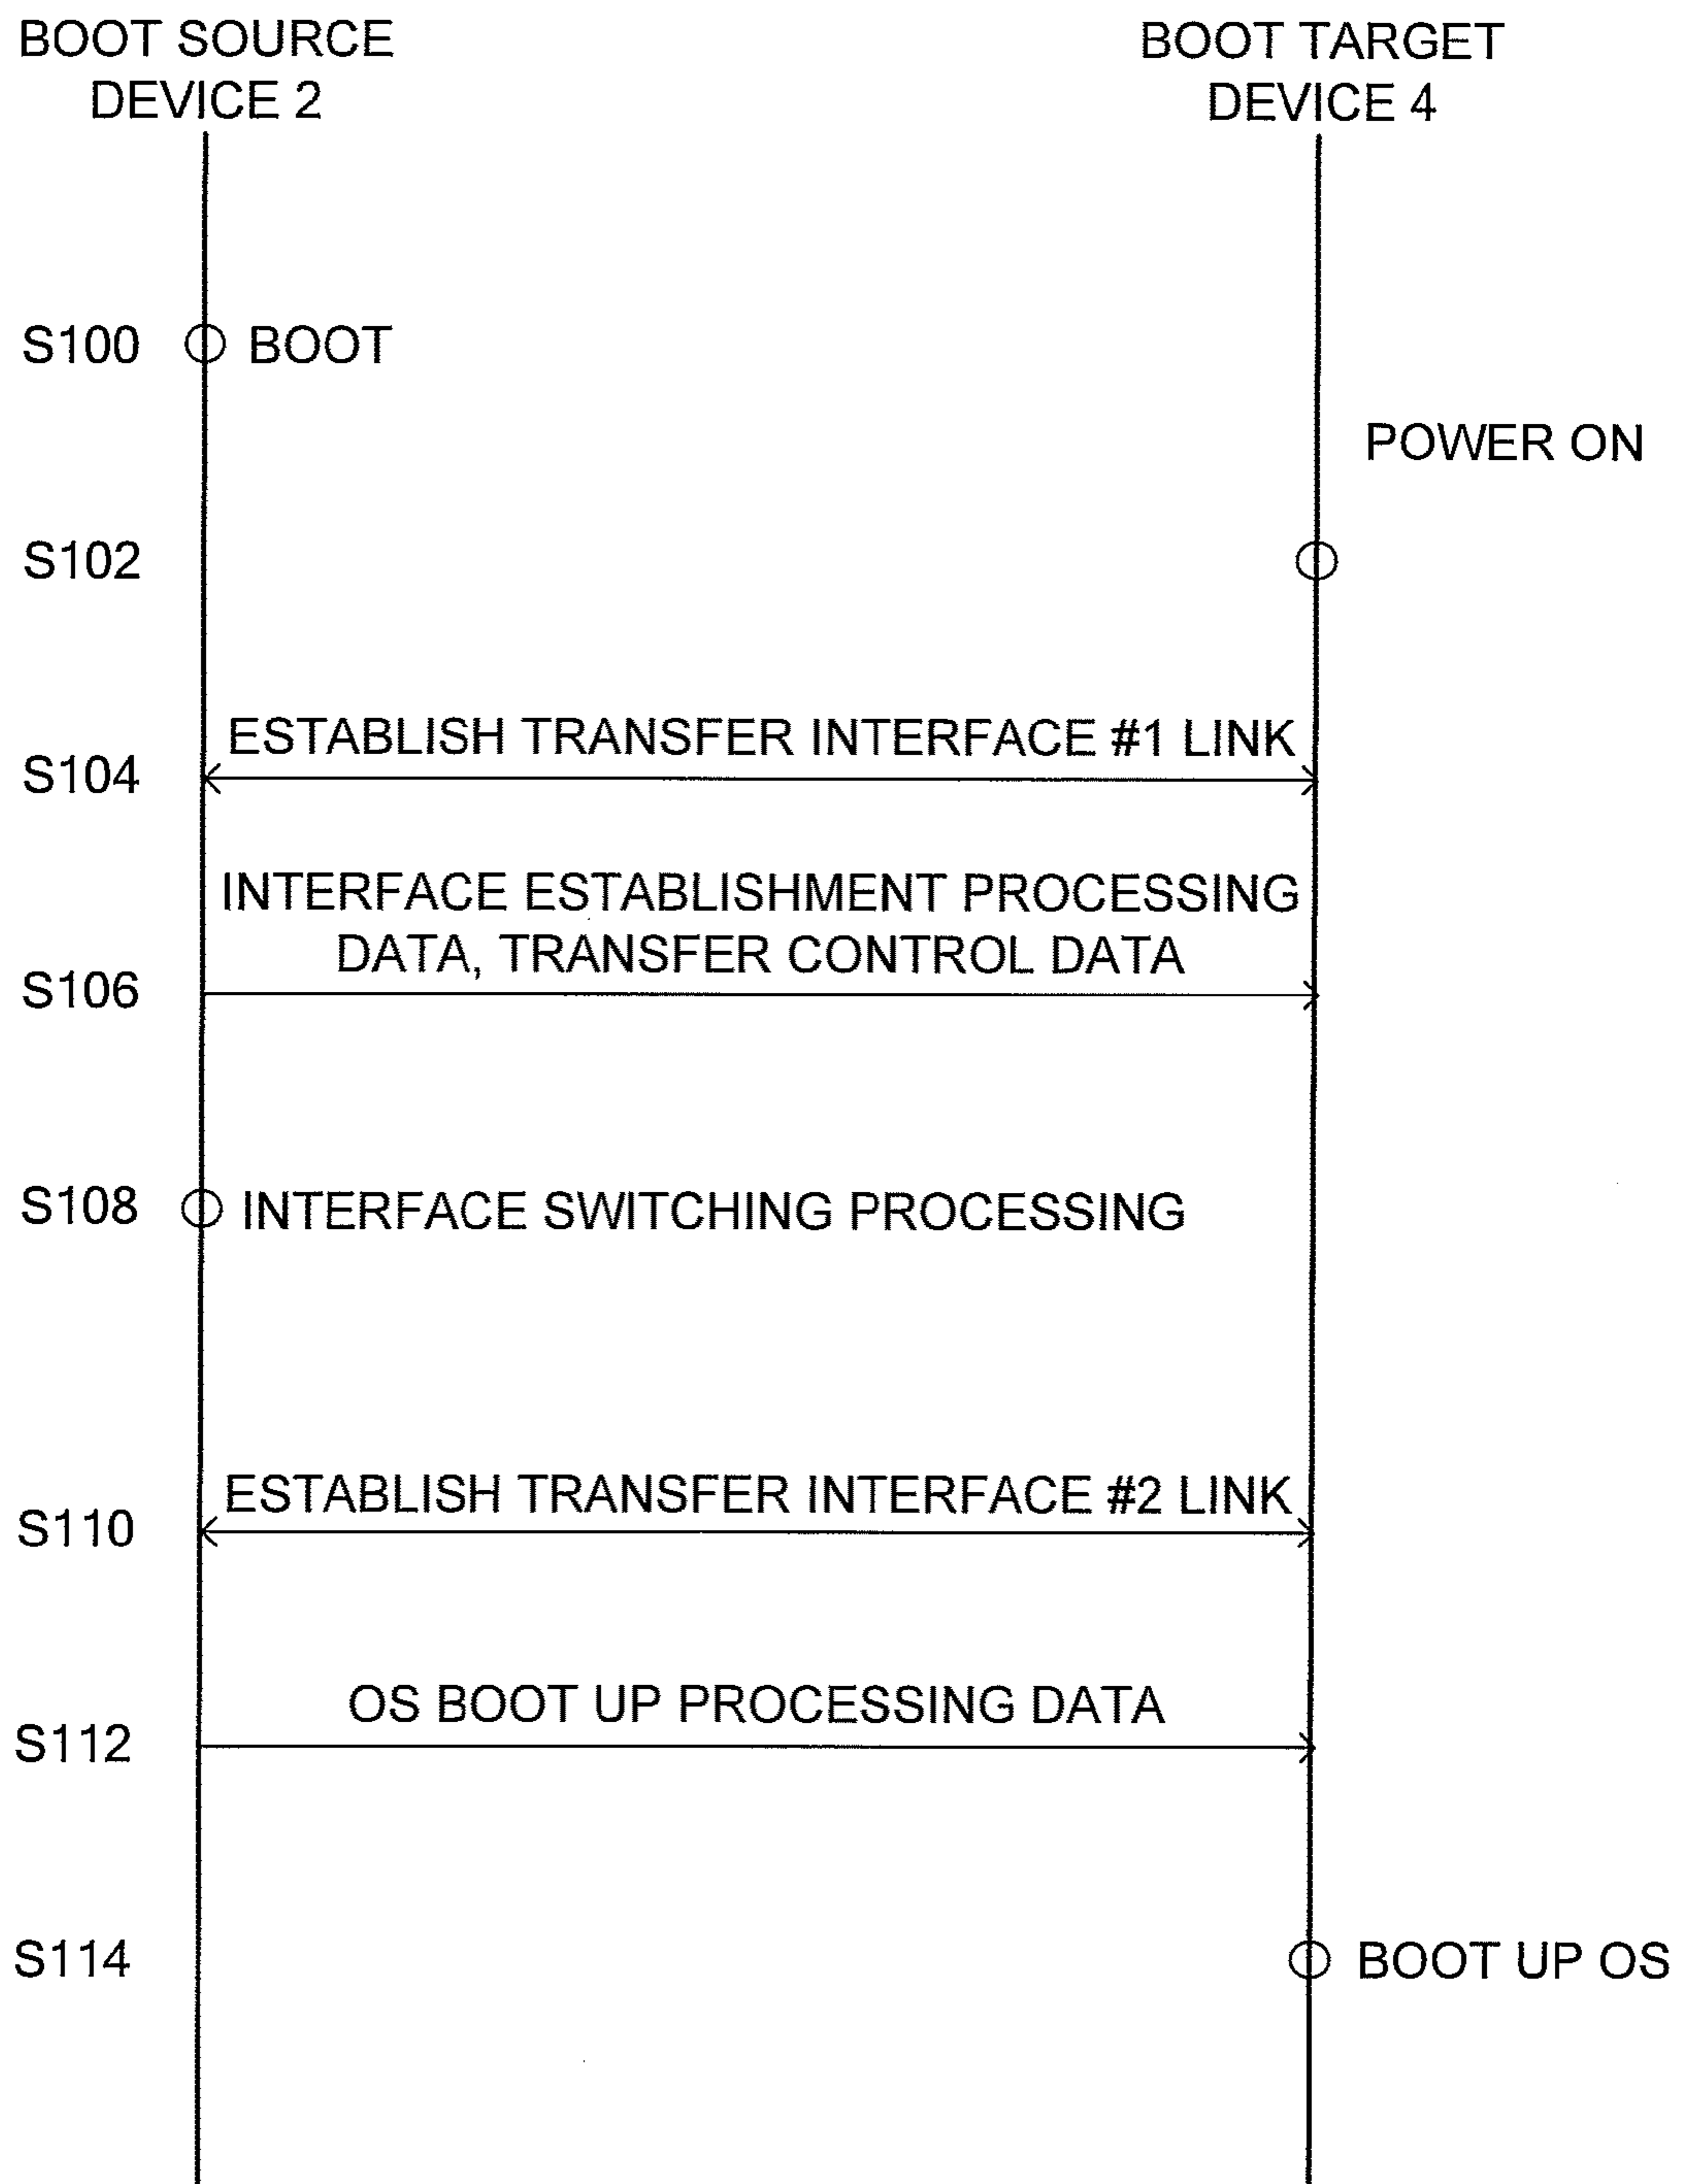 BOOT SOURCE
DEVICE 2
BOOT TARGET
DEVICE 4
S100
BOOT
POWER ON
S102
ESTABLISH TRANSFER INTERFACE #1 LINK
S104
INTERFACE ESTABLISHMENT PROCESSING
DATA, TRANSFER CONTROL DATA
S106
S108
INTERFACE SWITCHING PROCESSING
ESTABLISH TRANSFER INTERFACE #2 LINK
S110
OS BOOT UP PROCESSING DATA
S112
S114
BOOT UP OS